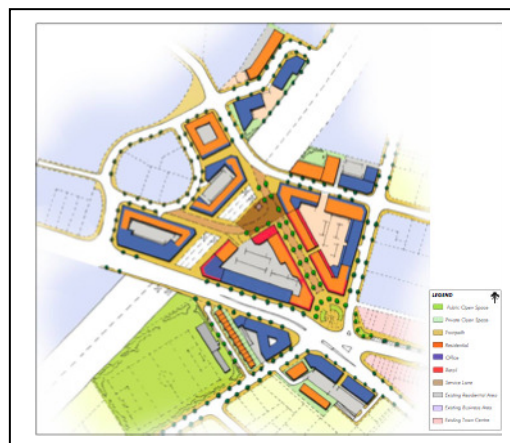 LEGEND
Public Open Space
Private Open Space
Footpath
Residential
Office
Retail
Service Lane
Existing Residential Area
Existing Business Area
Existing Town Centre